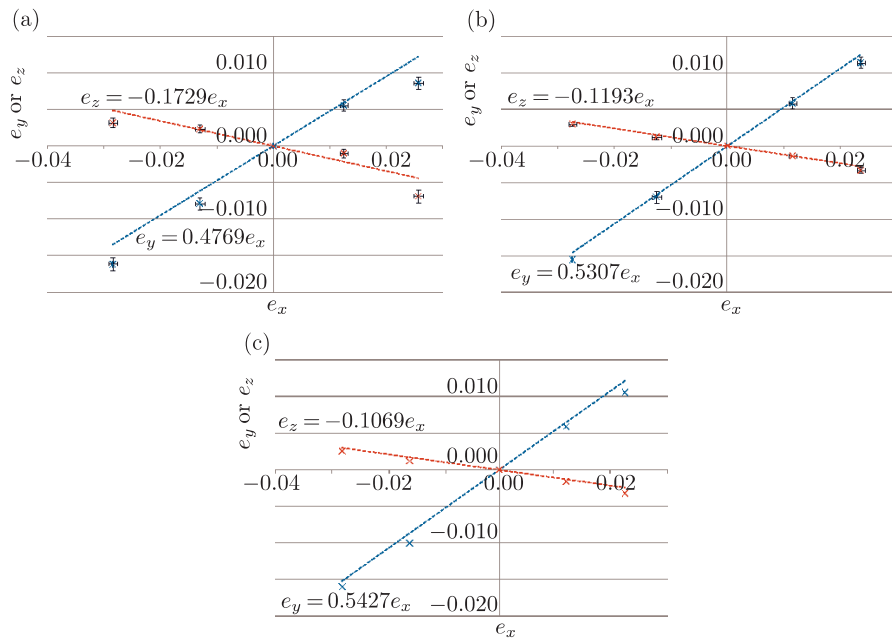 (a)
e_y or e_z
0.010
e_z = −0.1729e_x
0.000
−0.04 −0.02 0.00 0.02
−0.010
e_y = 0.4769e_x
−0.020
e_x
(b)
e_y or e_z
0.010
e_z = −0.1193e_x
0.000
−0.04 −0.02 0.00 0.02
−0.010
e_y = 0.5307e_x
−0.020
e_x
(c)
e_y or e_z
0.010
e_z = −0.1069e_x
0.000
−0.04 −0.02 0.00 0.02
−0.010
e_y = 0.5427e_x
−0.020
e_x